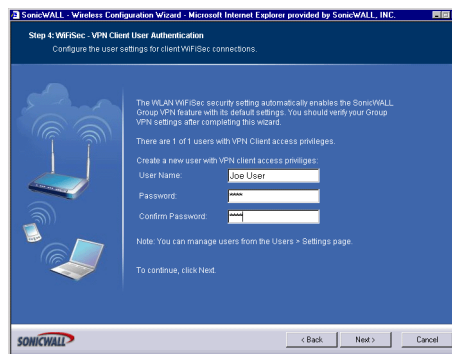 SonicWALL - Wireless Configuration Wizard - Microsoft Internet Explorer provided by SonicWALL, INC.
Step 4: WiFiSec - VPN Client User Authentication
Configure the user settings for client WiFiSec connections.
The WLAN WiFiSec security setting automatically enables the SonicWALL
Group VPN feature with its default settings. You should verify your Group
VPN settings after completing this wizard.
There are 1 of 1 users with VPN Client access privileges.
Create a new user with VPN client access priviliges:
User Name: Joe User
Password: ****
Confirm Password: ****
Note: You can manage users from the Users > Settings page.
To continue, click Next.
SONICWALL
< Back Next > Cancel